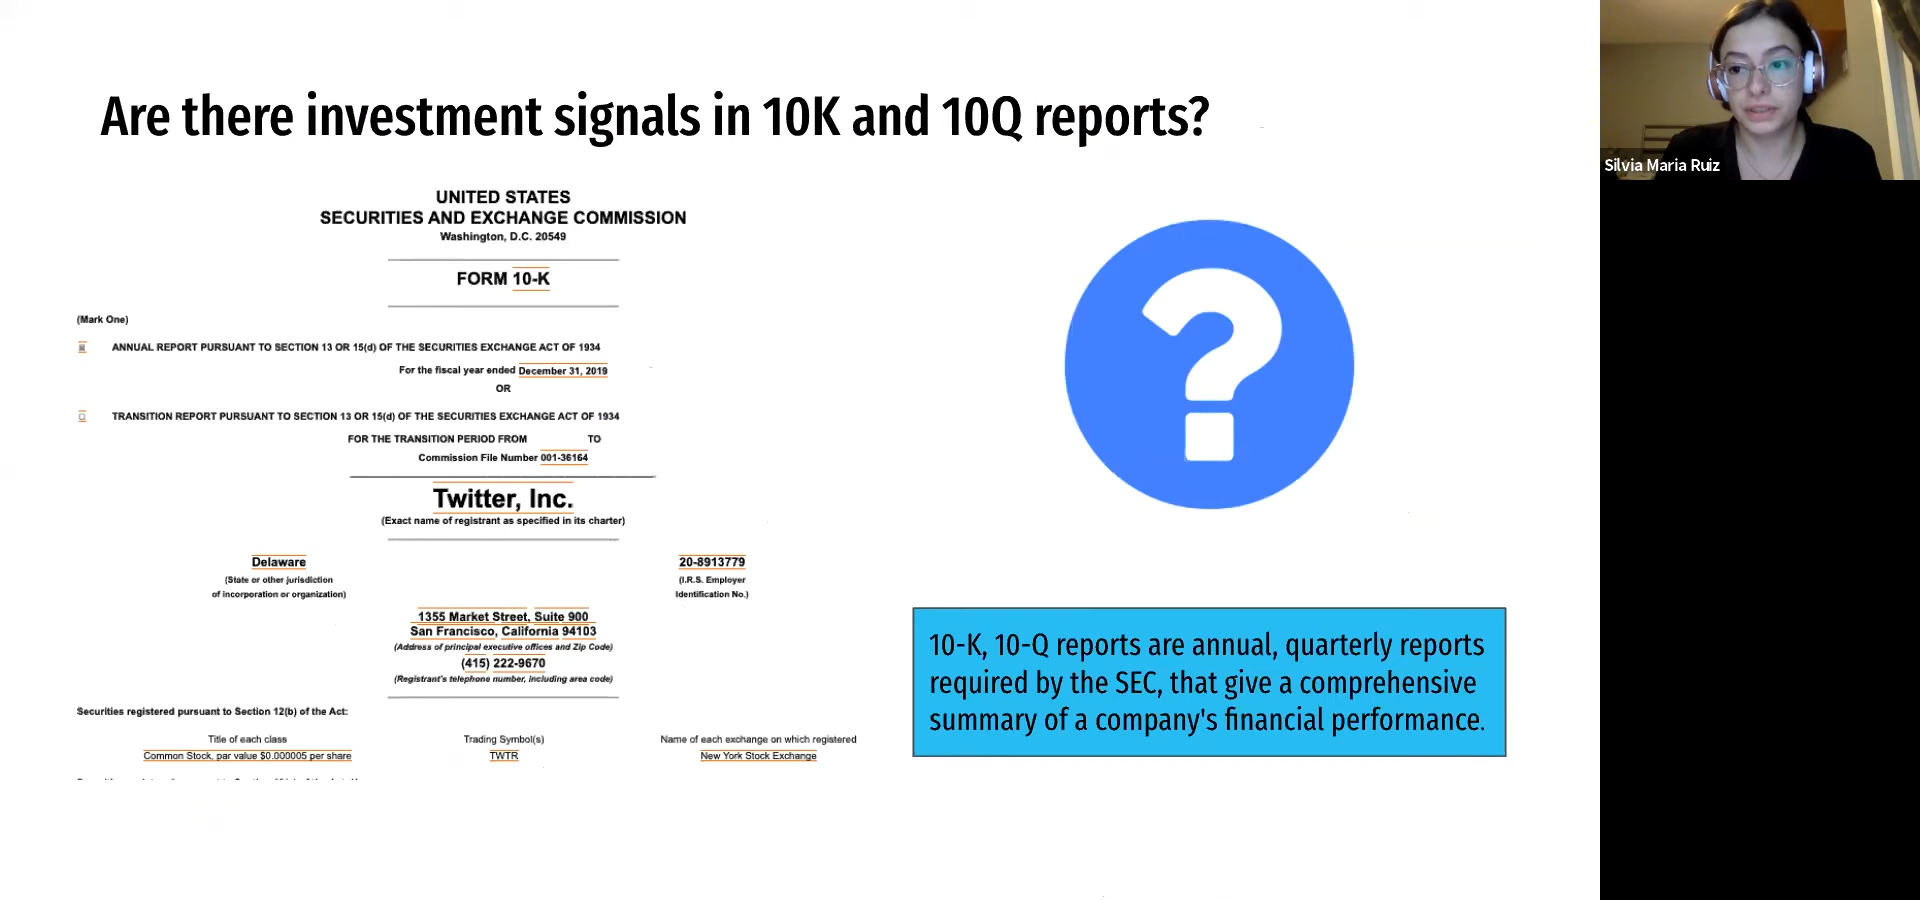 Are there investment signals in 10K and 10Q reports?
UNITED STATES
SECURITIES AND EXCHANGE COMMISSION
Washington, D.C. 20549
FORM 10-K
(Mark One)
ANNUAL REPORT PURSUANT TO SECTION 13 OR 15(d) OF THE SECURITIES EXCHANGE ACT OF 1934
For the fiscal year ended December 31, 2019
OR
TRANSITION REPORT PURSUANT TO SECTION 13 OR 15(d) OF THE SECURITIES EXCHANGE ACT OF 1934
FOR THE TRANSITION PERIOD FROM TO
Commission File Number 001-36164
Twitter, Inc.
(Exact name of registrant as specified in its charter)
Delaware
(State or other jurisdiction
of incorporation or organization)
20-8913779
(I.R.S. Employer
Identification No.)
1355 Market Street, Suite 900
San Francisco, California 94103
(Address of principal executive offices and Zip Code)
(415) 222-9670
(Registrant's telephone number, including area code)
Securities registered pursuant to Section 12(b) of the Act:
Title of each class Trading Symbol(s) Name of each exchange on which registered
Common Stock, par value $0.000005 per share TWTR New York Stock Exchange
?
10-K, 10-Q reports are annual, quarterly reports
required by the SEC, that give a comprehensive
summary of a company's financial performance.
Silvia Maria Ruiz